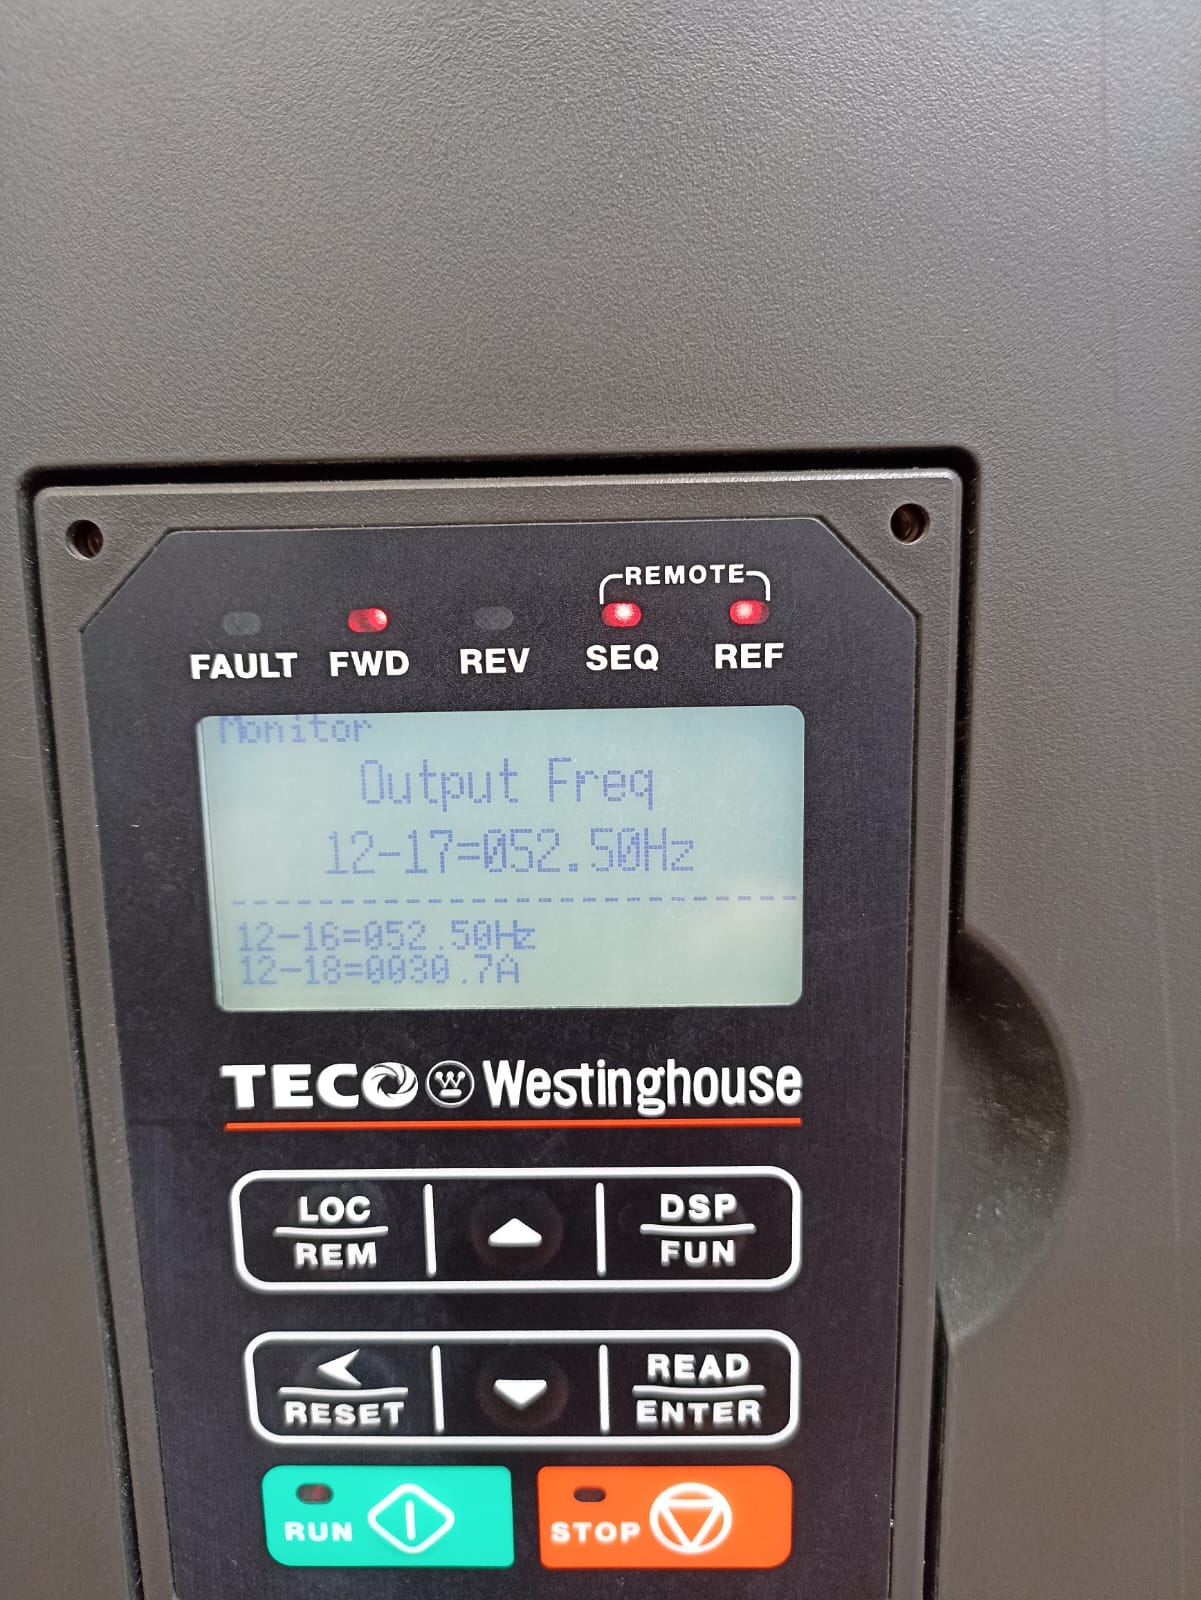 REMOTE
FAULT FWD REV SEQ REF
Monitor
Output Freq
12-17=052.50Hz
------------------------
12-16=052.50Hz
12-18=0030.7A
TECO W Westinghouse
LOC
REM
DSP
FUN
RESET
READ
ENTER
RUN
STOP